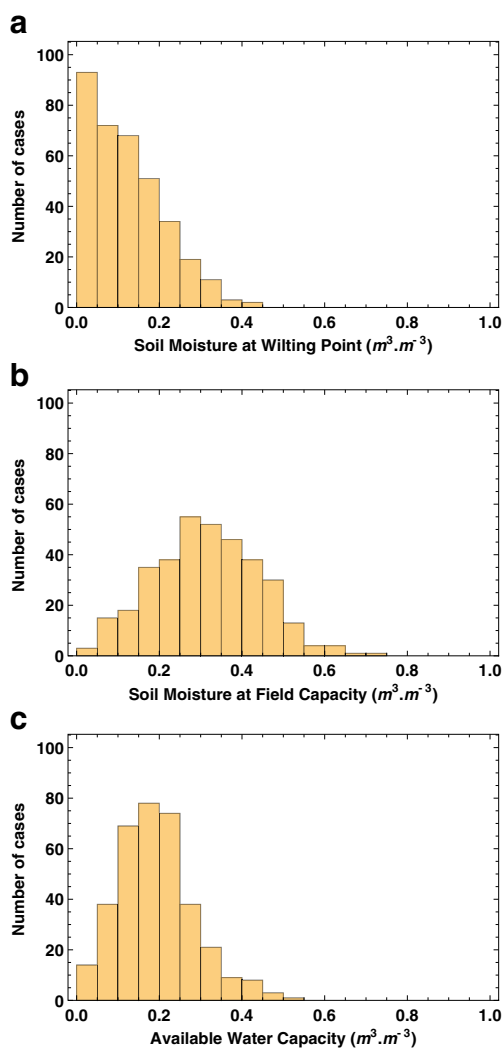 a
100
80
60
40
20
0
Number of cases
0.0 0.2 0.4 0.6 0.8 1.0
Soil Moisture at Wilting Point (m³.m⁻³)
b
100
80
60
40
20
0
Number of cases
0.0 0.2 0.4 0.6 0.8 1.0
Soil Moisture at Field Capacity (m³.m⁻³)
c
100
80
60
40
20
0
Number of cases
0.0 0.2 0.4 0.6 0.8 1.0
Available Water Capacity (m³.m⁻³)